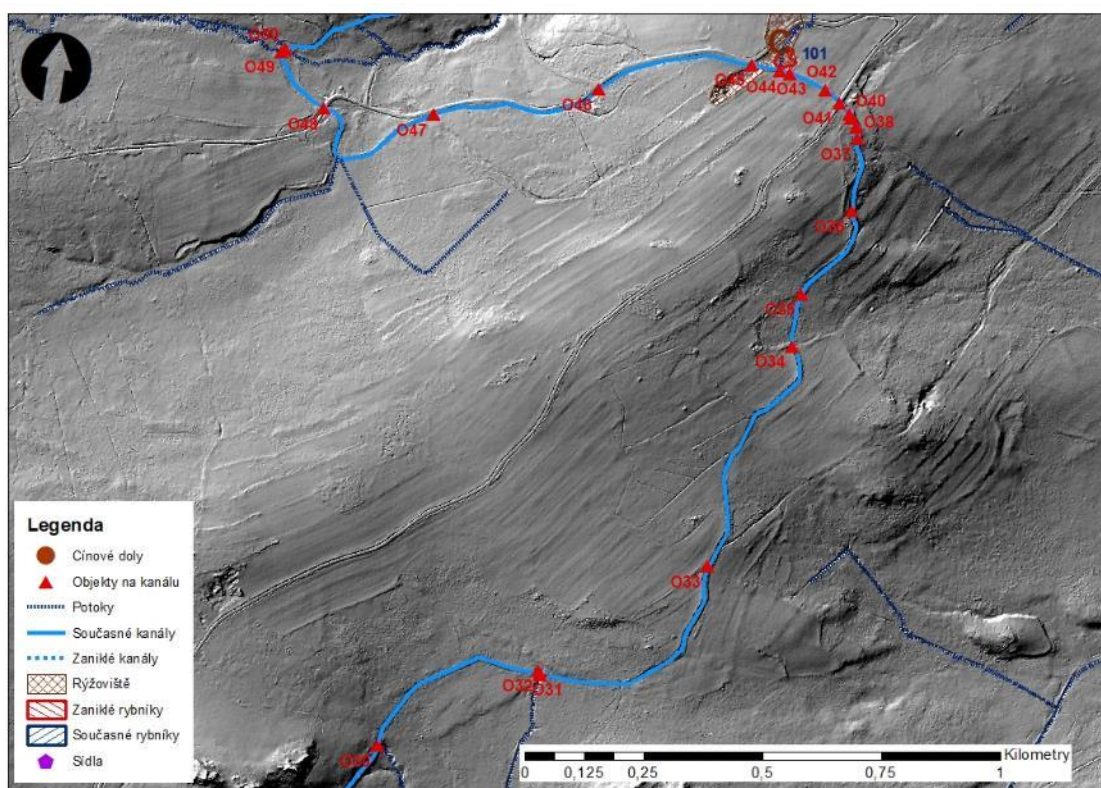 O50
O49
O48
O47
O46
O45
O44
O43
101
O42
O41
O40
O38
O37
O36
O35
O34
O33
O32
O31
O30
Legenda
Cínové doly
Objekty na kanálu
Potoky
Současné kanály
Zaniklé kanály
Rýžoviště
Zaniklé rybníky
Současné rybníky
Sídla
Kilometry
0 0,125 0,25 0,5 0,75 1